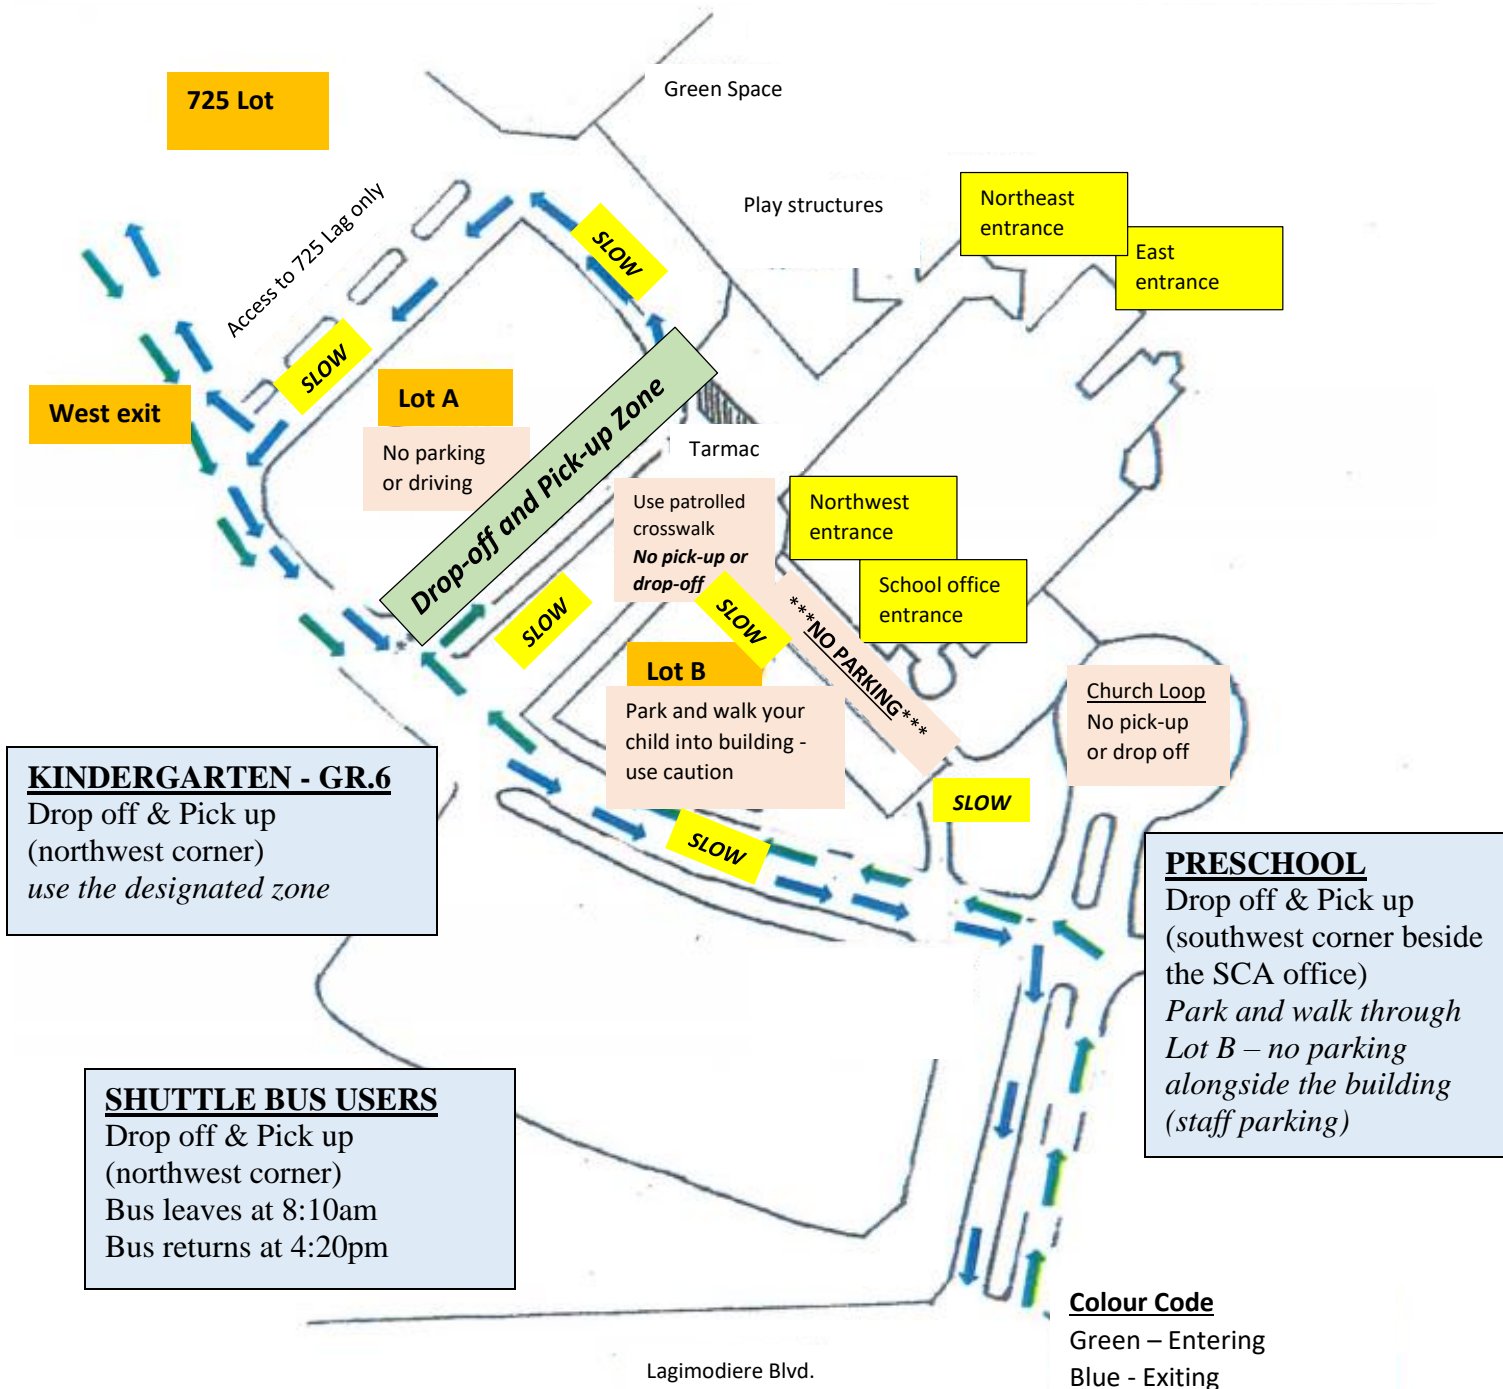 Green Space
725 Lot
Access to 725 Lag only
Play structures
Northeast
entrance
East
entrance
SLOW
SLOW
West exit
Lot A
No parking
or driving
Drop-off and Pick-up Zone
Tarmac
Use patrolled
crosswalk
No pick-up or
drop-off
Northwest
entrance
School office
entrance
SLOW
SLOW
***NO PARKING***
Lot B
Park and walk your
child into building -
use caution
Church Loop
No pick-up
or drop off
SLOW
SLOW
KINDERGARTEN - GR.6
Drop off & Pick up
(northwest corner)
use the designated zone
PRESCHOOL
Drop off & Pick up
(southwest corner beside
the SCA office)
Park and walk through
Lot B – no parking
alongside the building
(staff parking)
SHUTTLE BUS USERS
Drop off & Pick up
(northwest corner)
Bus leaves at 8:10am
Bus returns at 4:20pm
Colour Code
Green – Entering
Blue - Exiting
Lagimodiere Blvd.